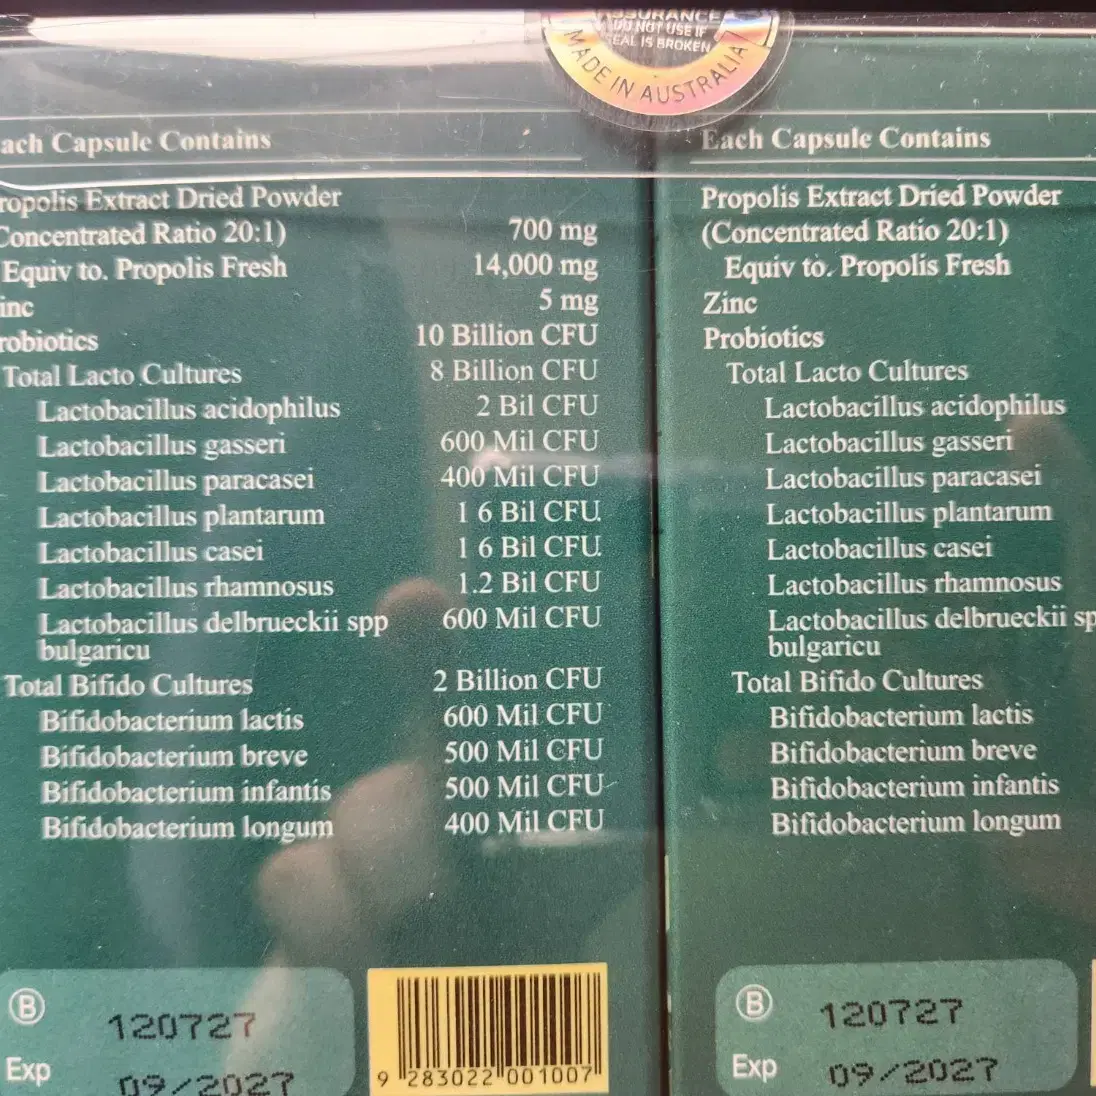 ASSURANCE
DO NOT USE IF
SEAL IS BROKEN
MADE IN AUSTRALIA
ach Capsule Contains
ropolis Extract Dried Powder
Concentrated Ratio 20:1) 700 mg
Equiv to. Propolis Fresh 14,000 mg
inc 5 mg
robiotics 10 Billion CFU
Total Lacto Cultures 8 Billion CFU
Lactobacillus acidophilus 2 Bil CFU
Lactobacillus gasseri 600 Mil CFU
Lactobacillus paracasei 400 Mil CFU
Lactobacillus plantarum 1 6 Bil CFU.
Lactobacillus casei 1 6 Bil CFU.
Lactobacillus rhamnosus 1.2 Bil CFU
Lactobacillus delbrueckii spp 600 Mil CFU
bulgaricu
Total Bifido Cultures 2 Billion CFU
Bifidobacterium lactis 600 Mil CFU
Bifidobacterium breve 500 Mil CFU
Bifidobacterium infantis 500 Mil CFU
Bifidobacterium longum 400 Mil CFU
B 120727
Exp 09/2027
9 283022 001007
Each Capsule Contains
Propolis Extract Dried Powder
(Concentrated Ratio 20:1)
Equiv to. Propolis Fresh
Zinc
Probiotics
Total Lacto Cultures
Lactobacillus acidophilus
Lactobacillus gasseri
Lactobacillus paracasei
Lactobacillus plantarum
Lactobacillus casei
Lactobacillus rhamnosus
Lactobacillus delbrueckii sp
bulgaricu
Total Bifido Cultures
Bifidobacterium lactis
Bifidobacterium breve
Bifidobacterium infantis
Bifidobacterium longum
B 120727
Exp 09/2027